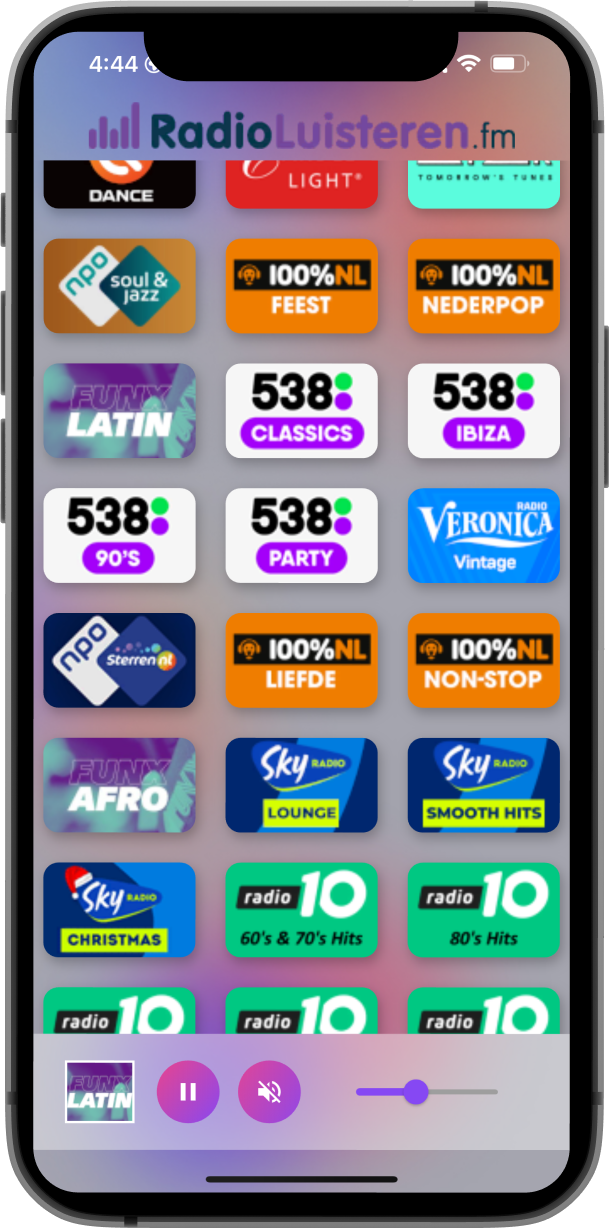 4:44
RadioLuisteren.fm
DANCE
LIGHT®
TOMORROW'S TUNES
npo
soul &
jazz
100%NL
FEEST
100%NL
NEDERPOP
FUNX
LATIN
538
CLASSICS
538
IBIZA
538
90'S
538
PARTY
RADIO
VERONICA
Vintage
npo
Sterren nl
100%NL
LIEFDE
100%NL
NON-STOP
FUNX
AFRO
Sky RADIO
LOUNGE
Sky RADIO
SMOOTH HITS
Sky RADIO
CHRISTMAS
radio 10
60's & 70's Hits
radio 10
80's Hits
radio 10
radio 10
radio 10
FUNX
LATIN